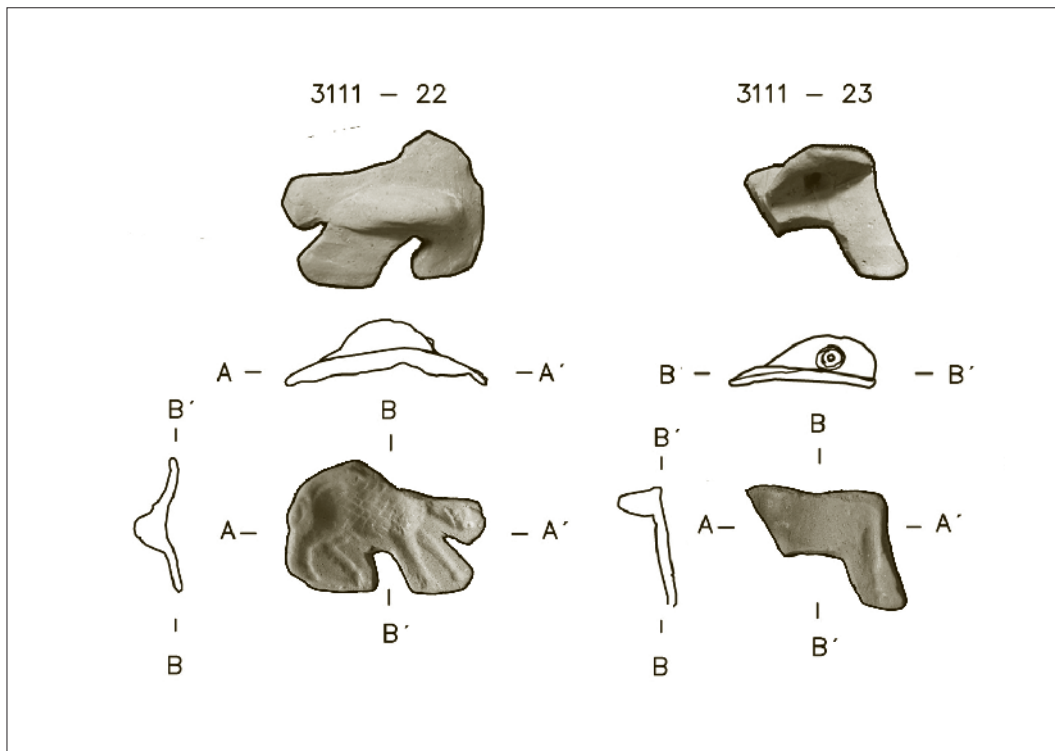 3111 – 22
3111 – 23
A – – A´
B´ – – B´
B´
B
B´
B
A – – A´
A – – A´
B´
B´
B
B